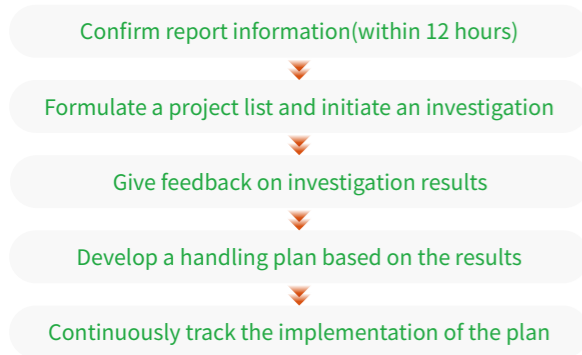 Confirm report information(within 12 hours)
Formulate a project list and initiate an investigation
Give feedback on investigation results
Develop a handling plan based on the results
Continuously track the implementation of the plan